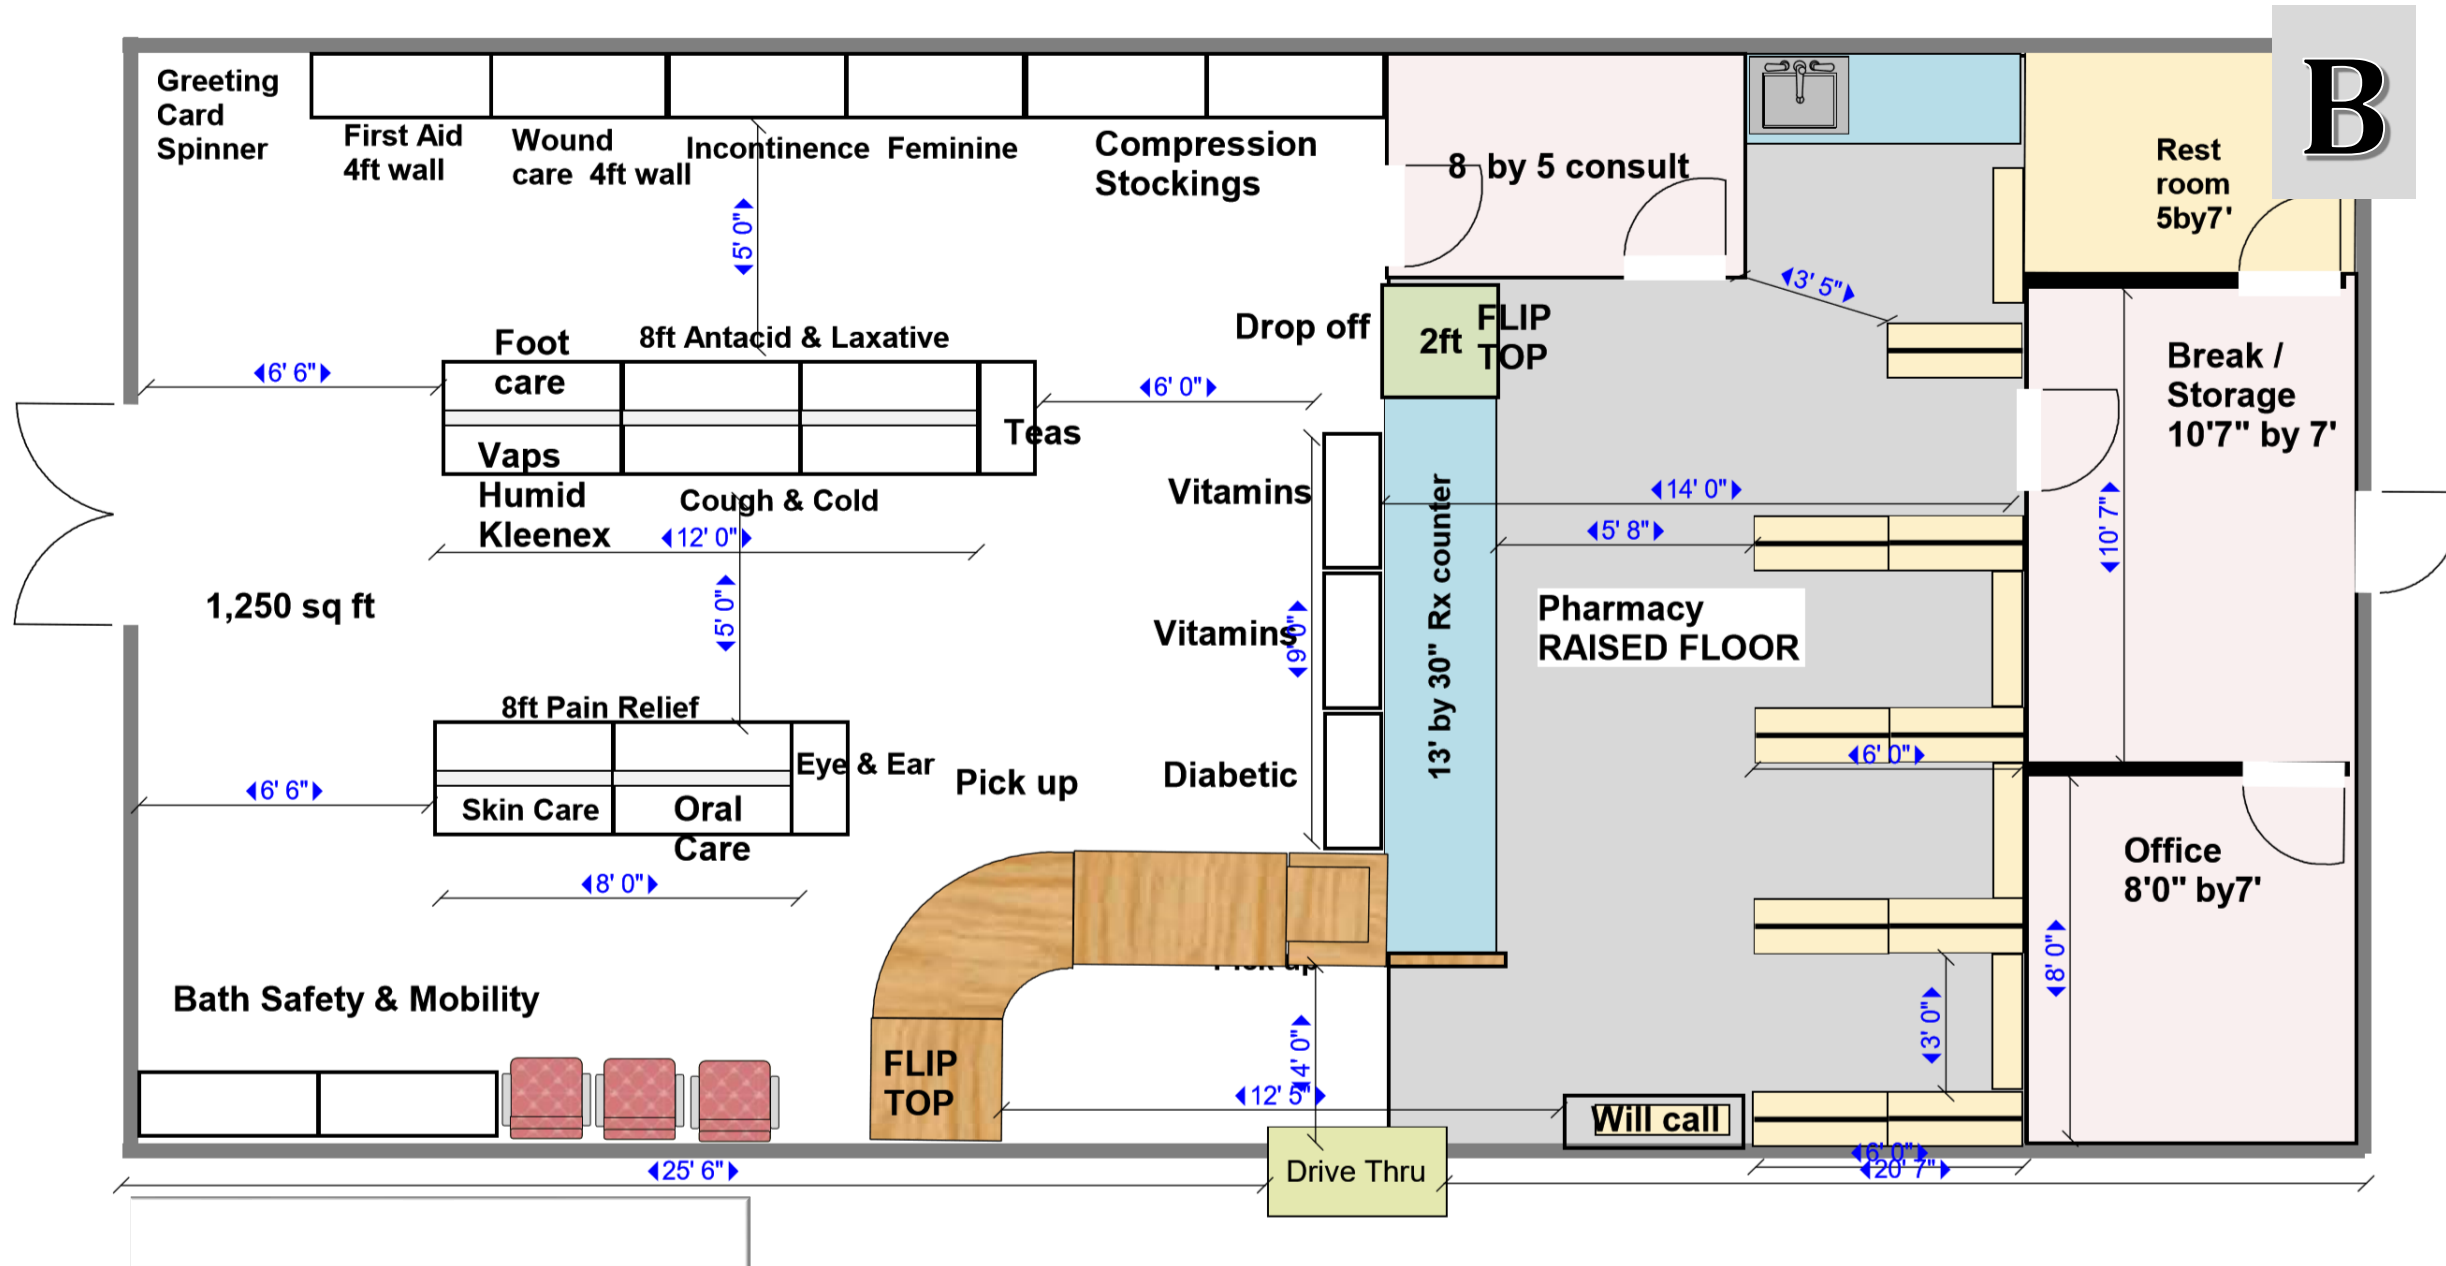 B
Greeting
Card
Spinner
First Aid
4ft wall
Wound
care 4ft wall
Incontinence
Feminine
Compression
Stockings
8 by 5 consult
Rest
room
5by7'
5' 0"
3' 5"
Foot
care
8ft Antacid & Laxative
Drop off
2ft
FLIP
TOP
Break /
Storage
10'7" by 7'
6' 6"
6' 0"
Teas
Vaps
Humid
Kleenex
Cough & Cold
12' 0"
Vitamins
14' 0"
5' 8"
10' 7"
13' by 30" Rx counter
1,250 sq ft
5' 0"
Vitamins
9' 0"
Pharmacy
RAISED FLOOR
8ft Pain Relief
Eye & Ear
Pick up
Diabetic
6' 0"
6' 6"
Skin Care
Oral
Care
8' 0"
Office
8'0" by7'
Pick up
8' 0"
Bath Safety & Mobility
FLIP
TOP
4' 0"
12' 5"
3' 0"
Will call
25' 6"
Drive Thru
6' 0"
20' 7"